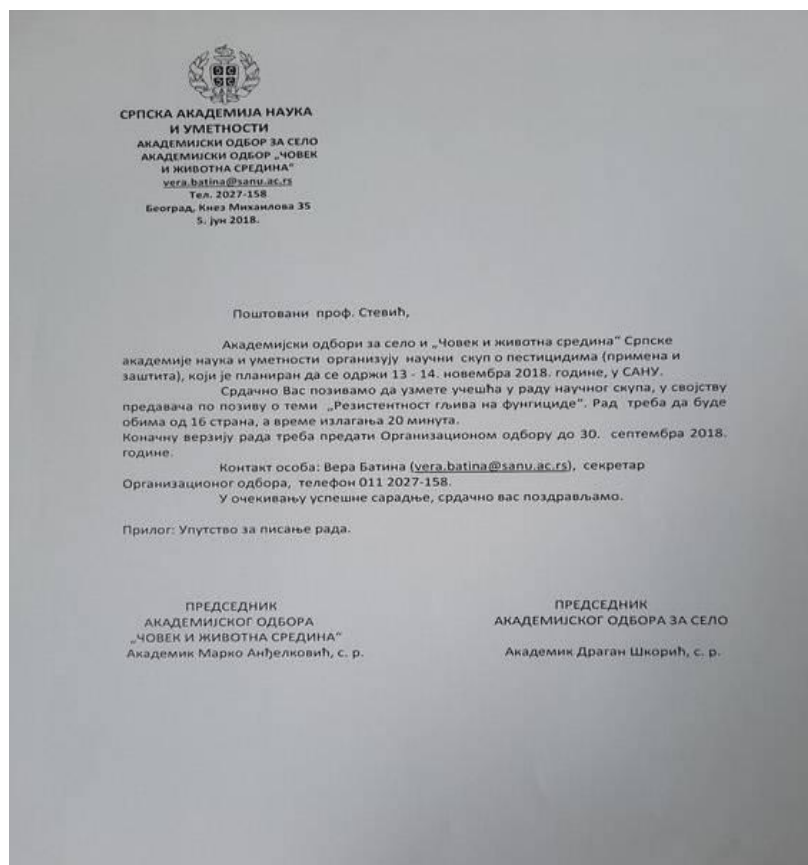 СРПСКА АКАДЕМИЈА НАУКА
И УМЕТНОСТИ
АКАДЕМИЈСКИ ОДБОР ЗА СЕЛО
АКАДЕМИЈСКИ ОДБОР „ЧОВЕК
И ЖИВОТНА СРЕДИНА“
vera.batina@sanu.ac.rs
Тел. 2027-158
Београд, Кнез Михаилова 35
5. јун 2018.
Поштовани проф. Стевић,
Академијски одбори за село и „Човек и животна средина“ Српске
академије наука и уметности организују научни скуп о пестицидима (примена и
заштита), који је планиран да се одржи 13 - 14. новембра 2018. године, у САНУ.
Срдачно Вас позивамо да узмете учешћа у раду научног скупа, у својству
предавача по позиву о теми „Резистентност гљива на фунгициде“. Рад треба да буде
обима од 16 страна, а време излагања 20 минута.
Коначну верзију рада треба предати Организационом одбору до 30. септембра 2018.
године.
Контакт особа: Вера Батина (vera.batina@sanu.ac.rs), секретар
Организационог одбора, телефон 011 2027-158.
У очекивању успешне сарадње, срдачно вас поздрављамо.
Прилог: Упутство за писање рада.
ПРЕДСЕДНИК
АКАДЕМИЈСКОГ ОДБОРА
„ЧОВЕК И ЖИВОТНА СРЕДИНА“
Академик Марко Анђелковић, с. р.
ПРЕДСЕДНИК
АКАДЕМИЈСКОГ ОДБОРА ЗА СЕЛО
Академик Драган Шкорић, с. р.